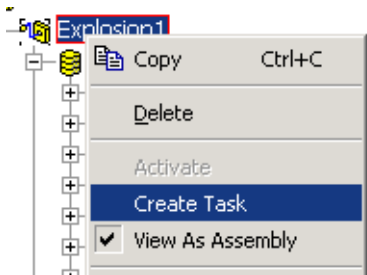 Explosion1
Copy Ctrl+C
Delete
Activate
Create Task
View As Assembly